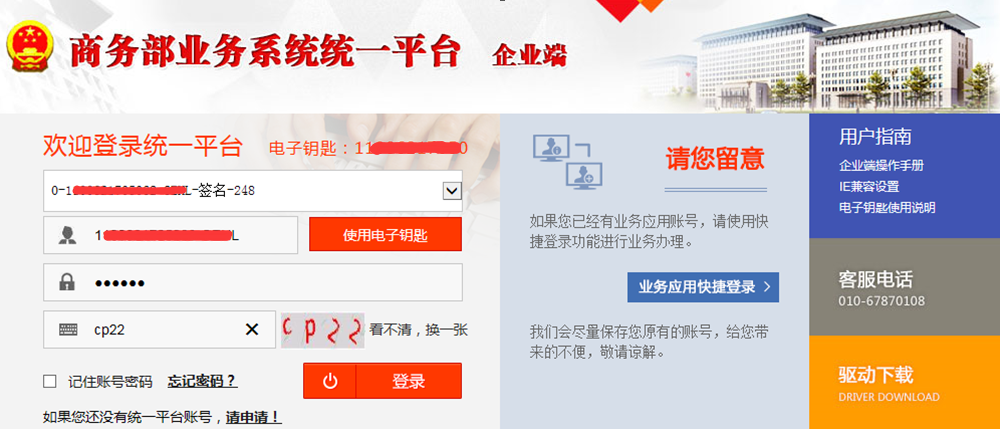 商务部业务系统统一平台 企业端
欢迎登录统一平台 电子钥匙：11
0-1 L-签名-248
1 L 使用电子钥匙
••••••
cp22 cp22 看不清，换一张
记住账号密码 忘记密码？ 登录
如果您还没有统一平台账号，请申请！
请您留意
如果您已经有业务应用账号，请使用快
捷登录功能进行业务办理。
业务应用快捷登录
我们会尽量保存您原有的账号，给您带
来的不便，敬请谅解。
用户指南
企业端操作手册
IE兼容设置
电子钥匙使用说明
客服电话
010-67870108
驱动下载
DRIVER DOWNLOAD